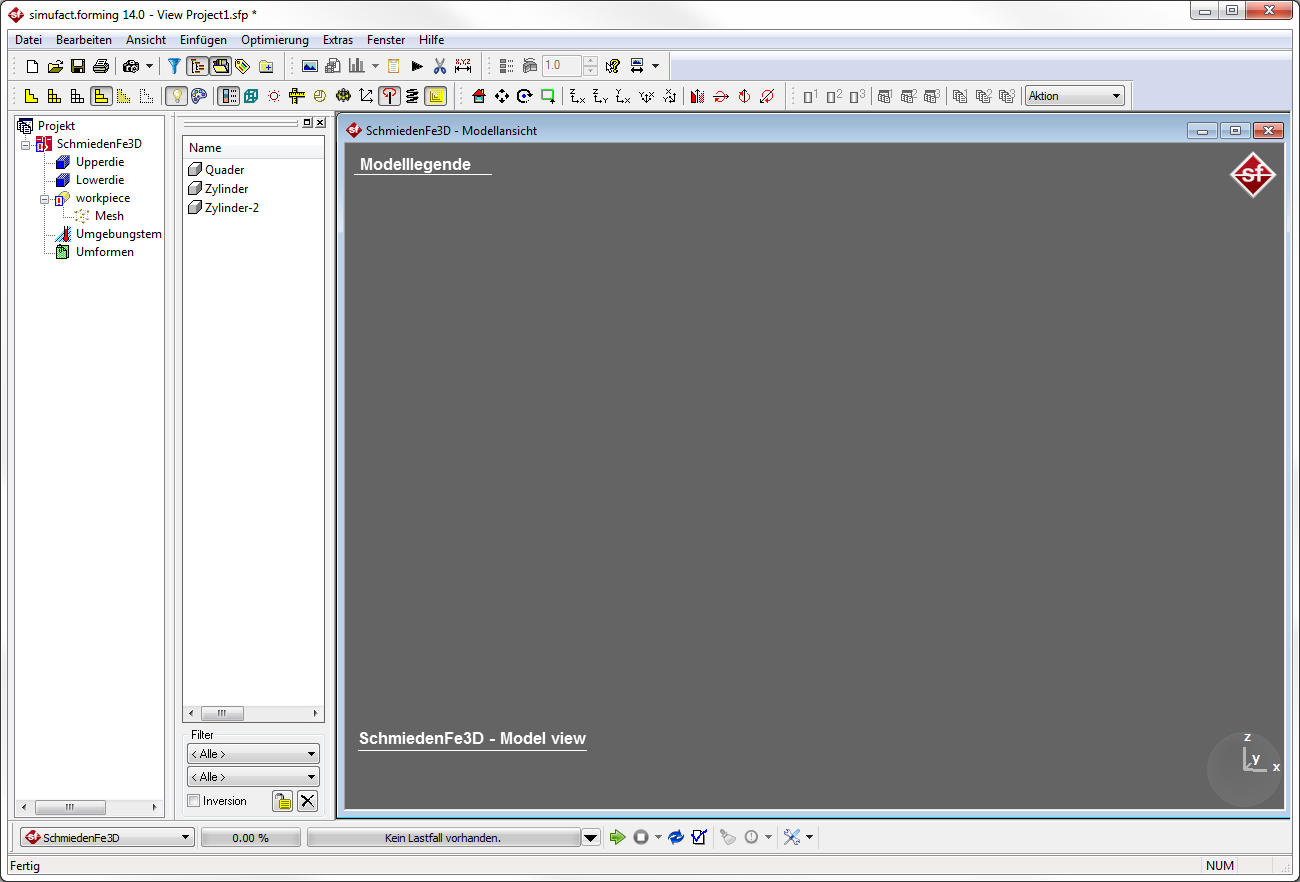 simufact.forming 14.0 - View Project1.sfp *
Datei Bearbeiten Ansicht Einfügen Optimierung Extras Fenster Hilfe
1.0
Aktion
Projekt
SchmiedenFe3D
Upperdie
Lowerdie
workpiece
Mesh
Umgebungstem
Umformen
Name
Quader
Zylinder
Zylinder-2
Filter
< Alle >
< Alle >
Inversion
SchmiedenFe3D - Modellansicht
Modelllegende
sf
SchmiedenFe3D - Model view
z
y
x
SchmiedenFe3D 0.00 % Kein Lastfall vorhanden.
Fertig NUM